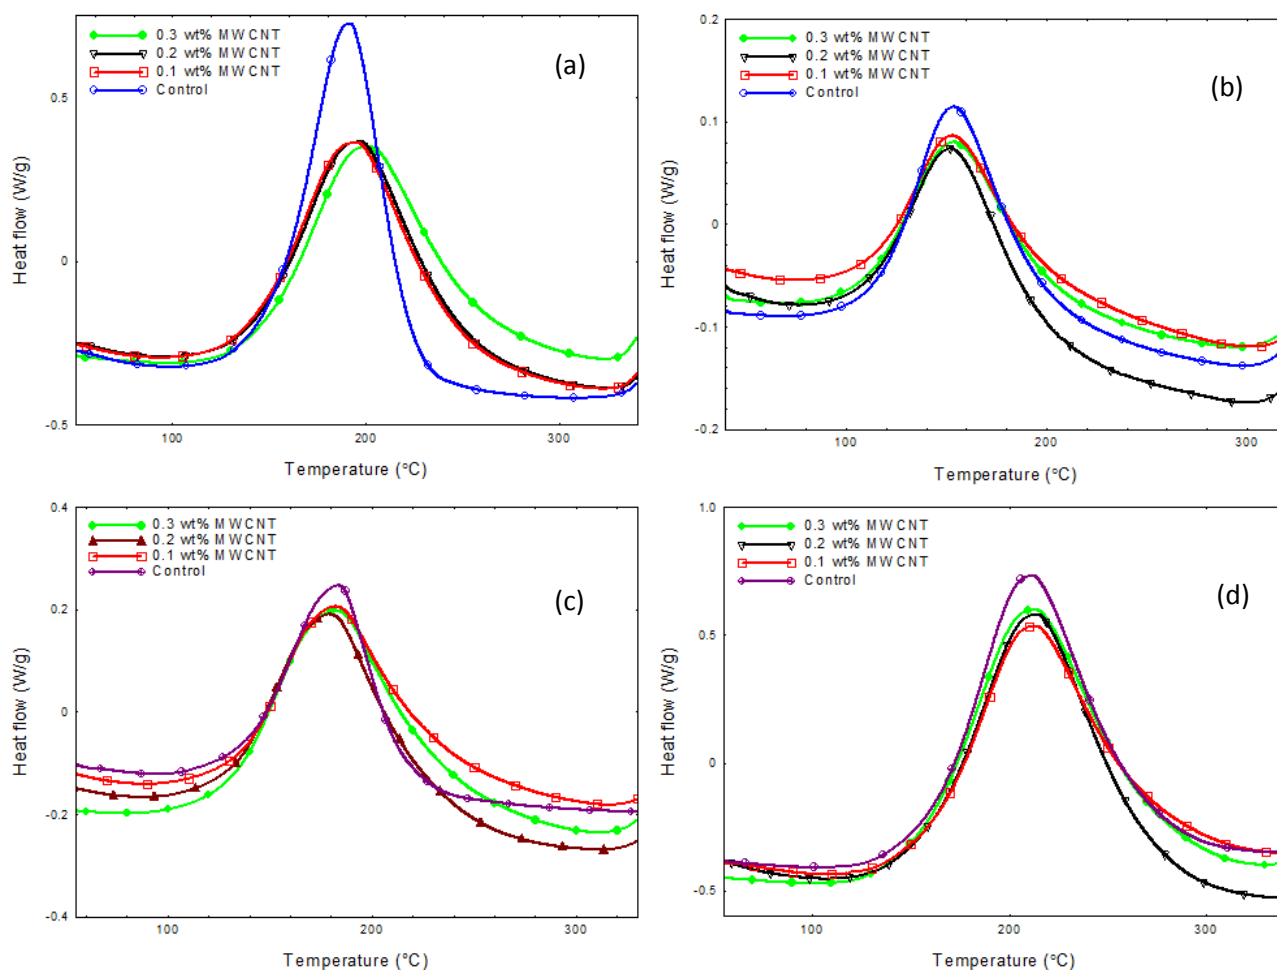 0.3 wt% MWCNT
0.2 wt% MWCNT
0.1 wt% MWCNT
Control
(a)
0.5
0
-0.5
100
200
300
Heat flow (W/g)
Temperature (°C)
0.3 wt% MWCNT
0.2 wt% MWCNT
0.1 wt% MWCNT
Control
(b)
0.2
0.1
0
-0.1
-0.2
100
200
300
Heat flow (W/g)
Temperature (°C)
0.3 wt% MWCNT
0.2 wt% MWCNT
0.1 wt% MWCNT
Control
(c)
0.4
0.2
0
-0.2
-0.4
100
200
300
Heat flow (W/g)
Temperature (°C)
0.3 wt% MWCNT
0.2 wt% MWCNT
0.1 wt% MWCNT
Control
(d)
1.0
0.5
0
-0.5
100
200
300
Heat flow (W/g)
Temperature (°C)